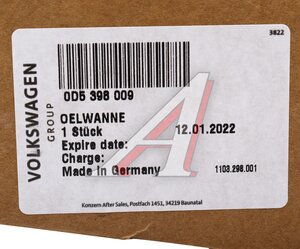 3822
VOLKSWAGEN
GROUP
0D5 398 009
OELWANNE
1 Stück
12.01.2022
Expire date:
Charge:
Made in Germany
1103.298.001
Konzern After Sales, Postfach 1451, 34219 Baunatal